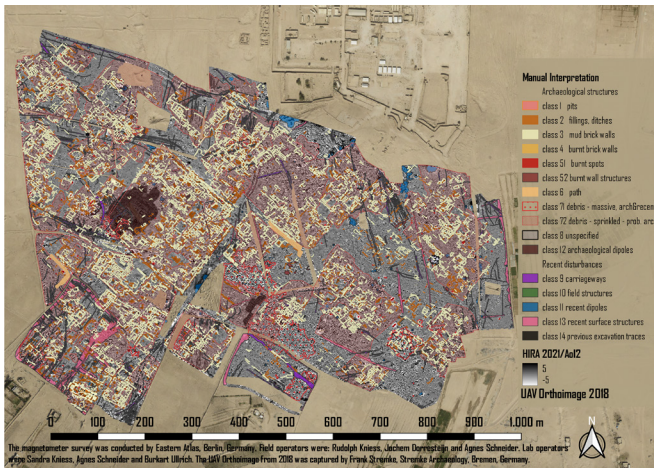 Manual Interpretation
Archaeological structures
class 1 pits
class 2 fillings, ditches
class 3 mud brick walls
class 4 burnt brick walls
class 51 burnt spots
class 52 burnt wall structures
class 6 path
class 71 debris - massive, arch&recen
class 72 debris - sprinkled - prob. arc
class 8 unspecified
class 12 archaeological dipoles
Recent disturbances
class 9 carriageways
class 10 field structures
class 11 recent dipoles
class 13 recent surface structures
class 14 previous excavation traces
HIRA 2021/AoI2
5
-5
UAV Orthoimage 2018
N
0 100 200 300 400 500 600 700 800 900 1.000 m
The magnetometer survey was conducted by Eastern Atlas, Berlin, Germany. Field operators were: Rudolph Kniess, Jochem Dorrestein and Agnes Schneider, Lab operators
were Sandra Kniess, Agnes Schneider and Burkart Ullrich. The UAV Orthoimage from 2018 was captured by Frank Stremke, Stremke Archaeology, Bremen, Germany.